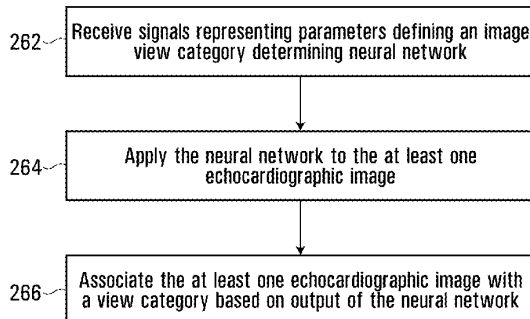 262
Receive signals representing parameters defining an image
view category determining neural network
264
Apply the neural network to the at least one
echocardiographic image
266
Associate the at least one echocardiographic image with
a view category based on output of the neural network